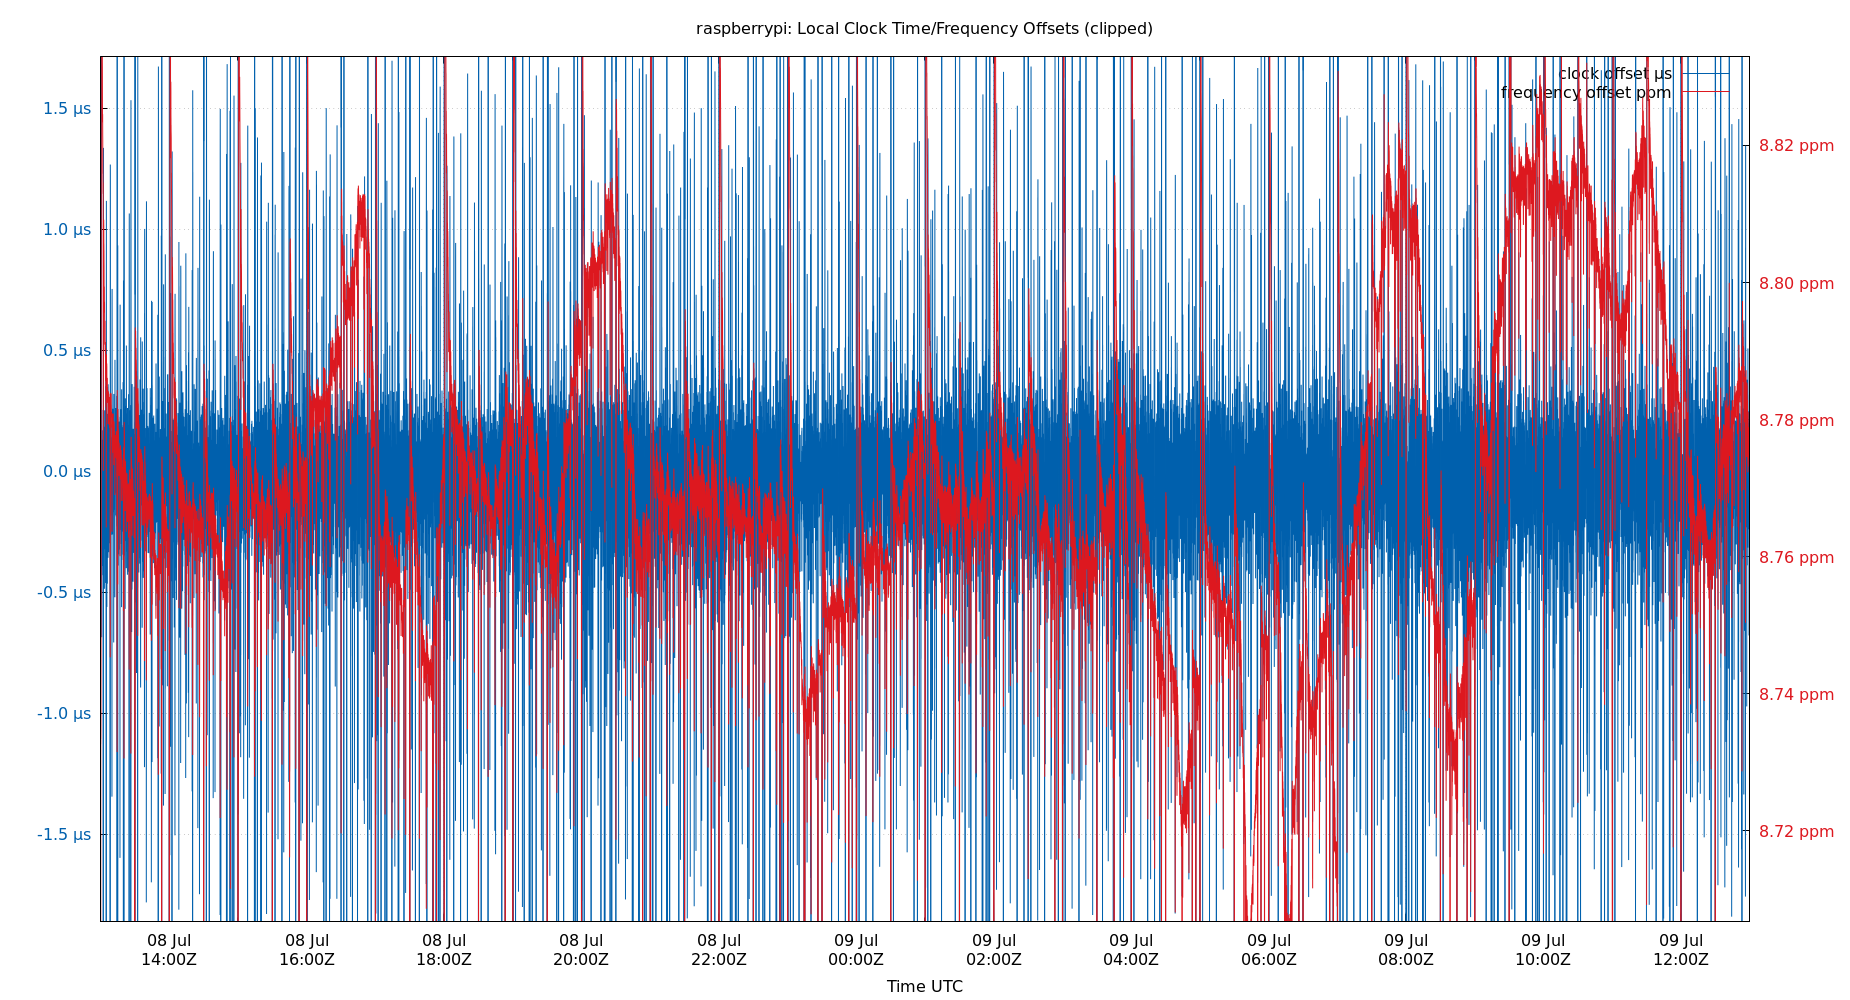 raspberrypi: Local Clock Time/Frequency Offsets (clipped)
clock offset µs
frequency offset ppm
1.5 µs
1.0 µs
0.5 µs
0.0 µs
-0.5 µs
-1.0 µs
-1.5 µs
8.82 ppm
8.80 ppm
8.78 ppm
8.76 ppm
8.74 ppm
8.72 ppm
08 Jul 08 Jul 08 Jul 08 Jul 08 Jul 09 Jul 09 Jul 09 Jul 09 Jul 09 Jul 09 Jul 09 Jul
14:00Z 16:00Z 18:00Z 20:00Z 22:00Z 00:00Z 02:00Z 04:00Z 06:00Z 08:00Z 10:00Z 12:00Z
Time UTC